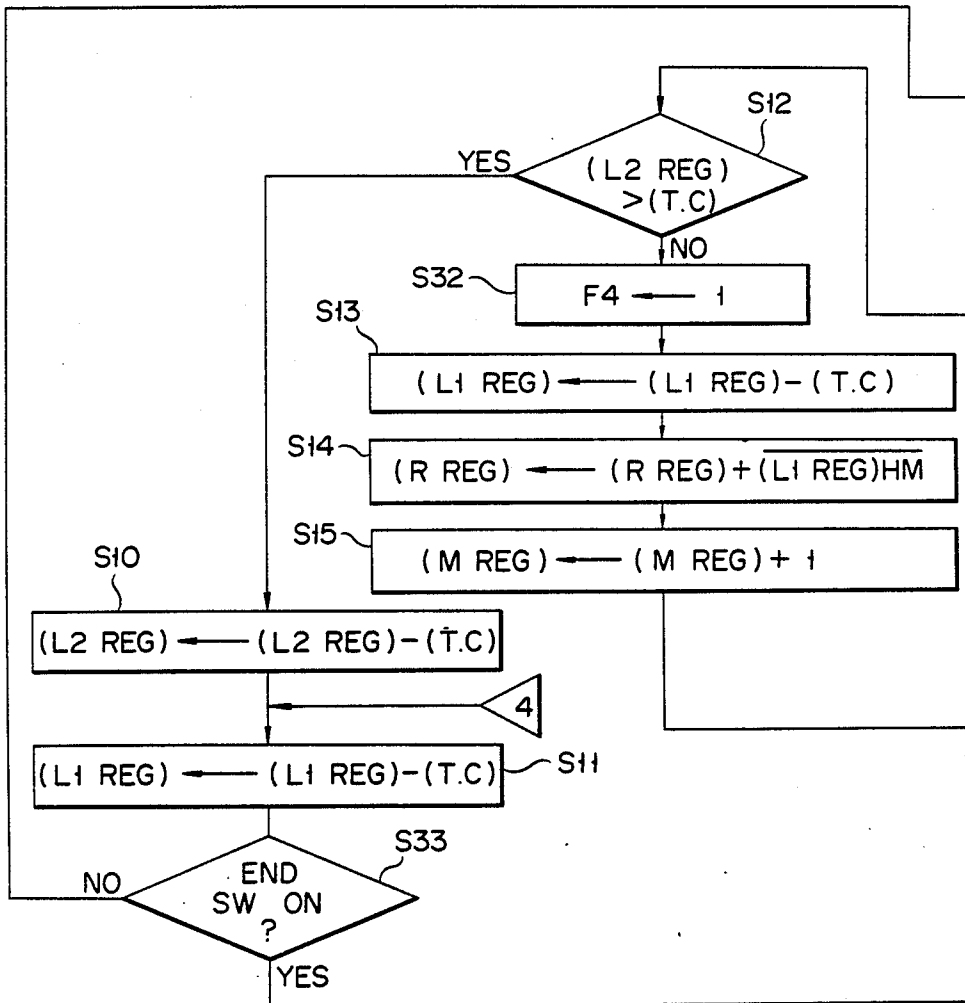 S12
YES
(L2 REG)
>(T.C)
NO
S32
F4 ← 1
S13
(L1 REG) ← (L1 REG)-(T.C)
S14
(R REG) ← (R REG)+(L1 REG)HM
S15
(M REG) ← (M REG)+1
S10
(L2 REG) ← (L2 REG)-(T.C)
4
(L1 REG) ← (L1 REG)-(T.C)
S11
S33
NO
END
SW ON
?
YES